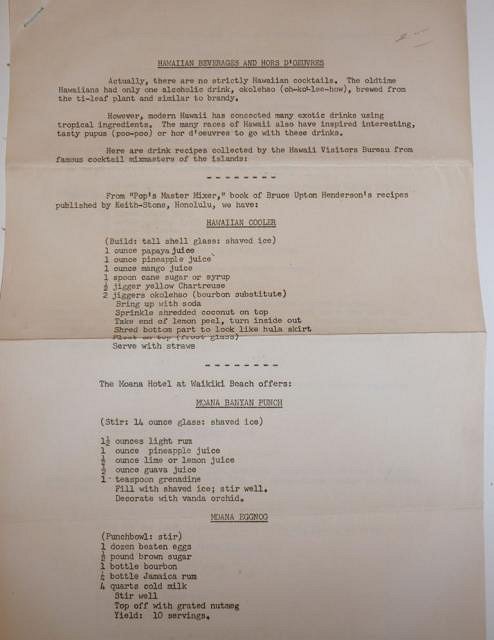 HAWAIIAN BEVERAGES AND HORS D'OEUVRES
Actually, there are no strictly Hawaiian cocktails. The oldtime
Hawaiians had only one alcoholic drink, okolehao (oh-ko-lee-how), brewed
from the ti-leaf plant and similar to brandy.
However, modern Hawaii has concocted many exotic drinks using
tropical ingredients. The many races of Hawaii also have inspired interesting,
tasty pupus (poo-poo) or hor d'oeuvres to go with these drinks.
Here are drink recipes collected by the Hawaii Visitors Bureau from
famous cocktail mixmasters of the islands:
- - - - - - - -
From "Pop's Master Mixer," book of Bruce Upton Henderson's recipes
published by Keith-Stone, Honolulu, we have:
HAWAIIAN COOLER
(Build: tall shell glass: shaved ice)
1 ounce papaya juice
1 ounce pineapple juice
1 ounce mango juice
1 spoon cane sugar or syrup
½ jigger yellow Chartreuse
2 jiggers okolehao (bourbon substitute)
Bring up with soda
Sprinkle shredded coconut on top
Take end of lemon peel, turn inside out
Shred bottom part to look like hula skirt
Float on top (frost glass)
Serve with straws
- - - - - - - -
The Moana Hotel at Waikiki Beach offers:
MOANA BANYAN PUNCH
(Stir: 14 ounce glass: shaved ice)
1½ ounces light rum
1 ounce pineapple juice
½ ounce lime or lemon juice
½ ounce guava juice
1 teaspoon grenadine
Fill with shaved ice; stir well.
Decorate with vanda orchid.
MOANA EGGNOG
(Punchbowl: stir)
1 dozen beaten eggs
½ pound brown sugar
1 bottle bourbon
½ bottle Jamaica rum
4 quarts cold milk
Stir well
Top off with grated nutmeg
Yield: 10 servings.